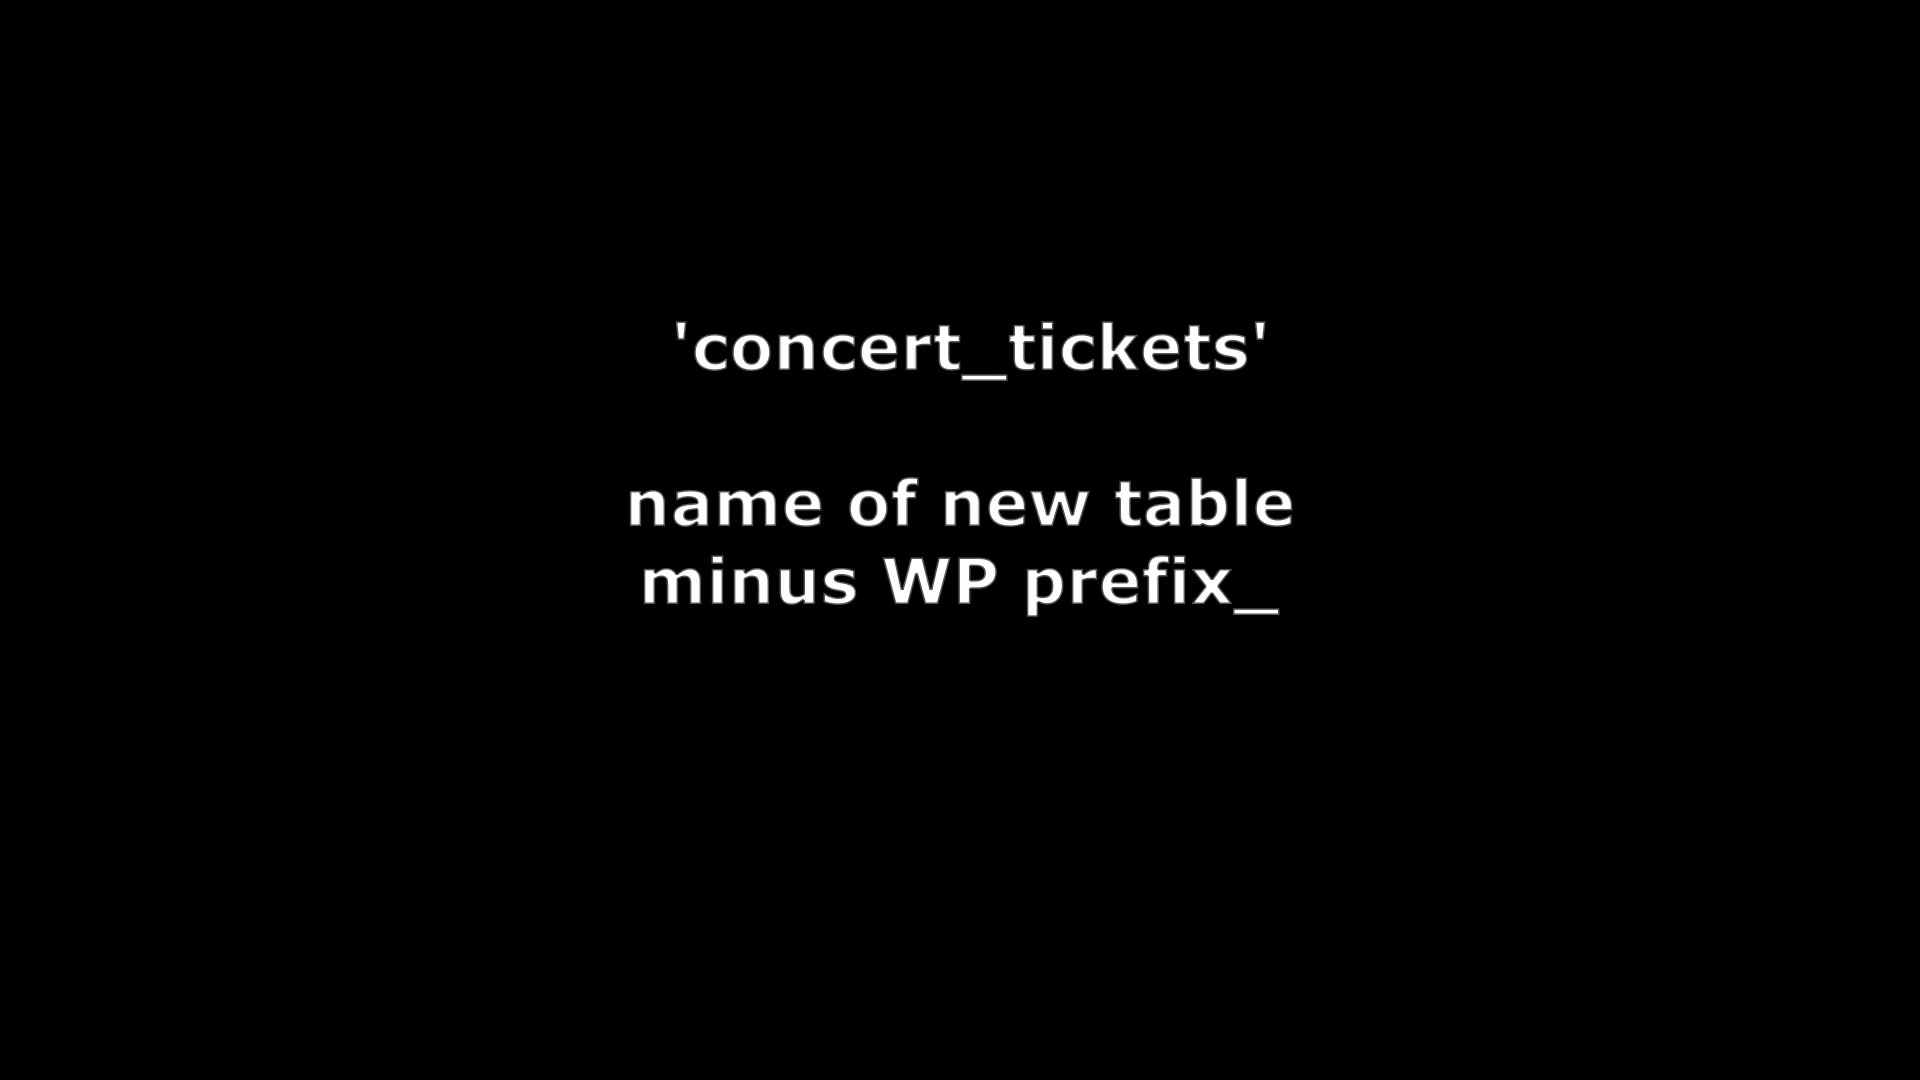 'concert_tickets'
name of new table
minus WP prefix_